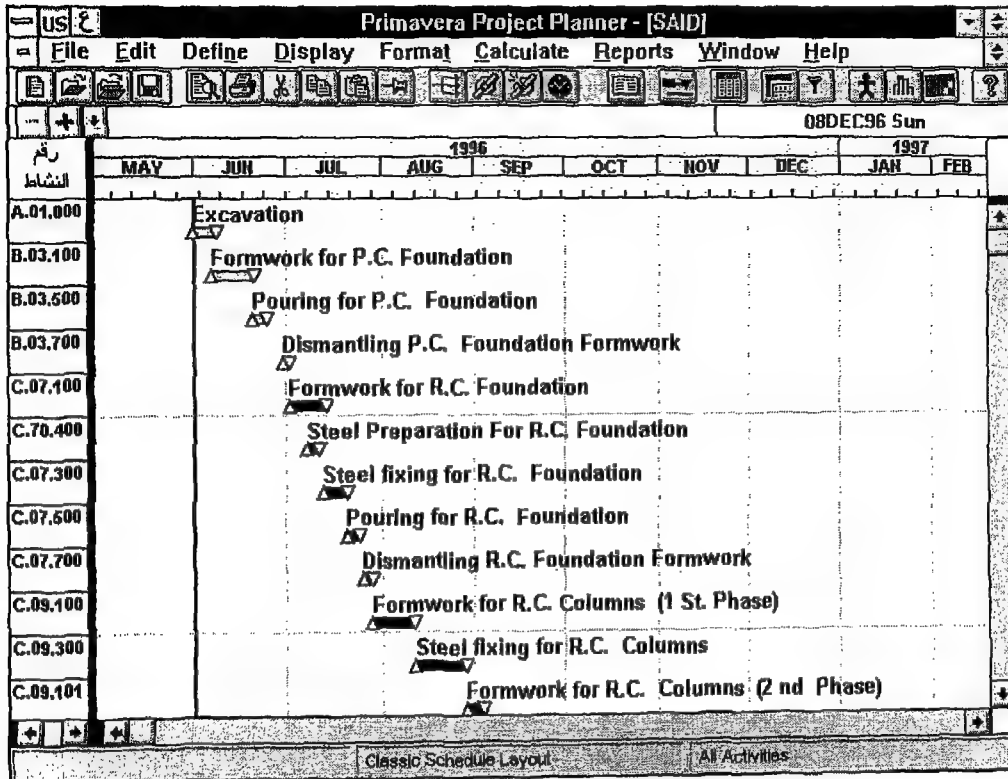 US ع Primavera Project Planner - [SAID]
File Edit Define Display Format Calculate Reports Window Help
08DEC96 Sun
رقم النشاط
1996 1997
MAY JUN JUL AUG SEP OCT NOV DEC JAN FEB
A.01.000 Excavation
B.03.100 Formwork for P.C. Foundation
B.03.500 Pouring for P.C. Foundation
B.03.700 Dismantling P.C. Foundation Formwork
C.07.100 Formwork for R.C. Foundation
C.70.400 Steel Preparation For R.C. Foundation
C.07.300 Steel fixing for R.C. Foundation
C.07.500 Pouring for R.C. Foundation
C.07.700 Dismantling R.C. Foundation Formwork
C.09.100 Formwork for R.C. Columns (1 St. Phase)
C.09.300 Steel fixing for R.C. Columns
C.09.101 Formwork for R.C. Columns (2 nd Phase)
Classic Schedule Layout All Activities